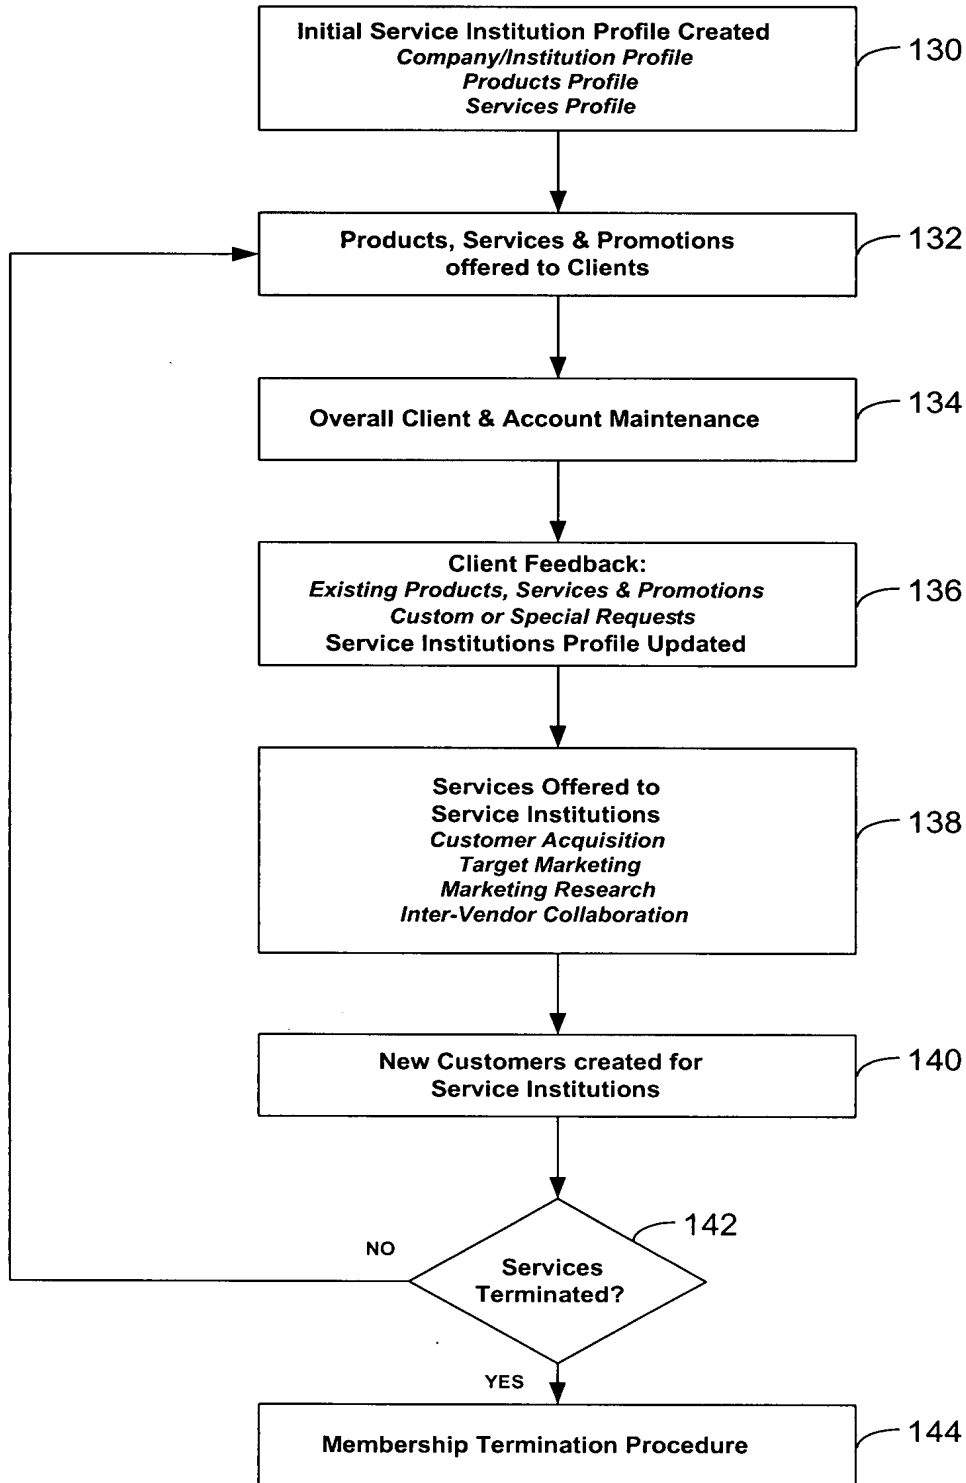 Initial Service Institution Profile Created
Company/Institution Profile
Products Profile
Services Profile
130
Products, Services & Promotions
offered to Clients
132
Overall Client & Account Maintenance
134
Client Feedback:
Existing Products, Services & Promotions
Custom or Special Requests
Service Institutions Profile Updated
136
Services Offered to
Service Institutions
Customer Acquisition
Target Marketing
Marketing Research
Inter-Vendor Collaboration
138
New Customers created for
Service Institutions
140
142
NO
Services
Terminated?
YES
Membership Termination Procedure
144